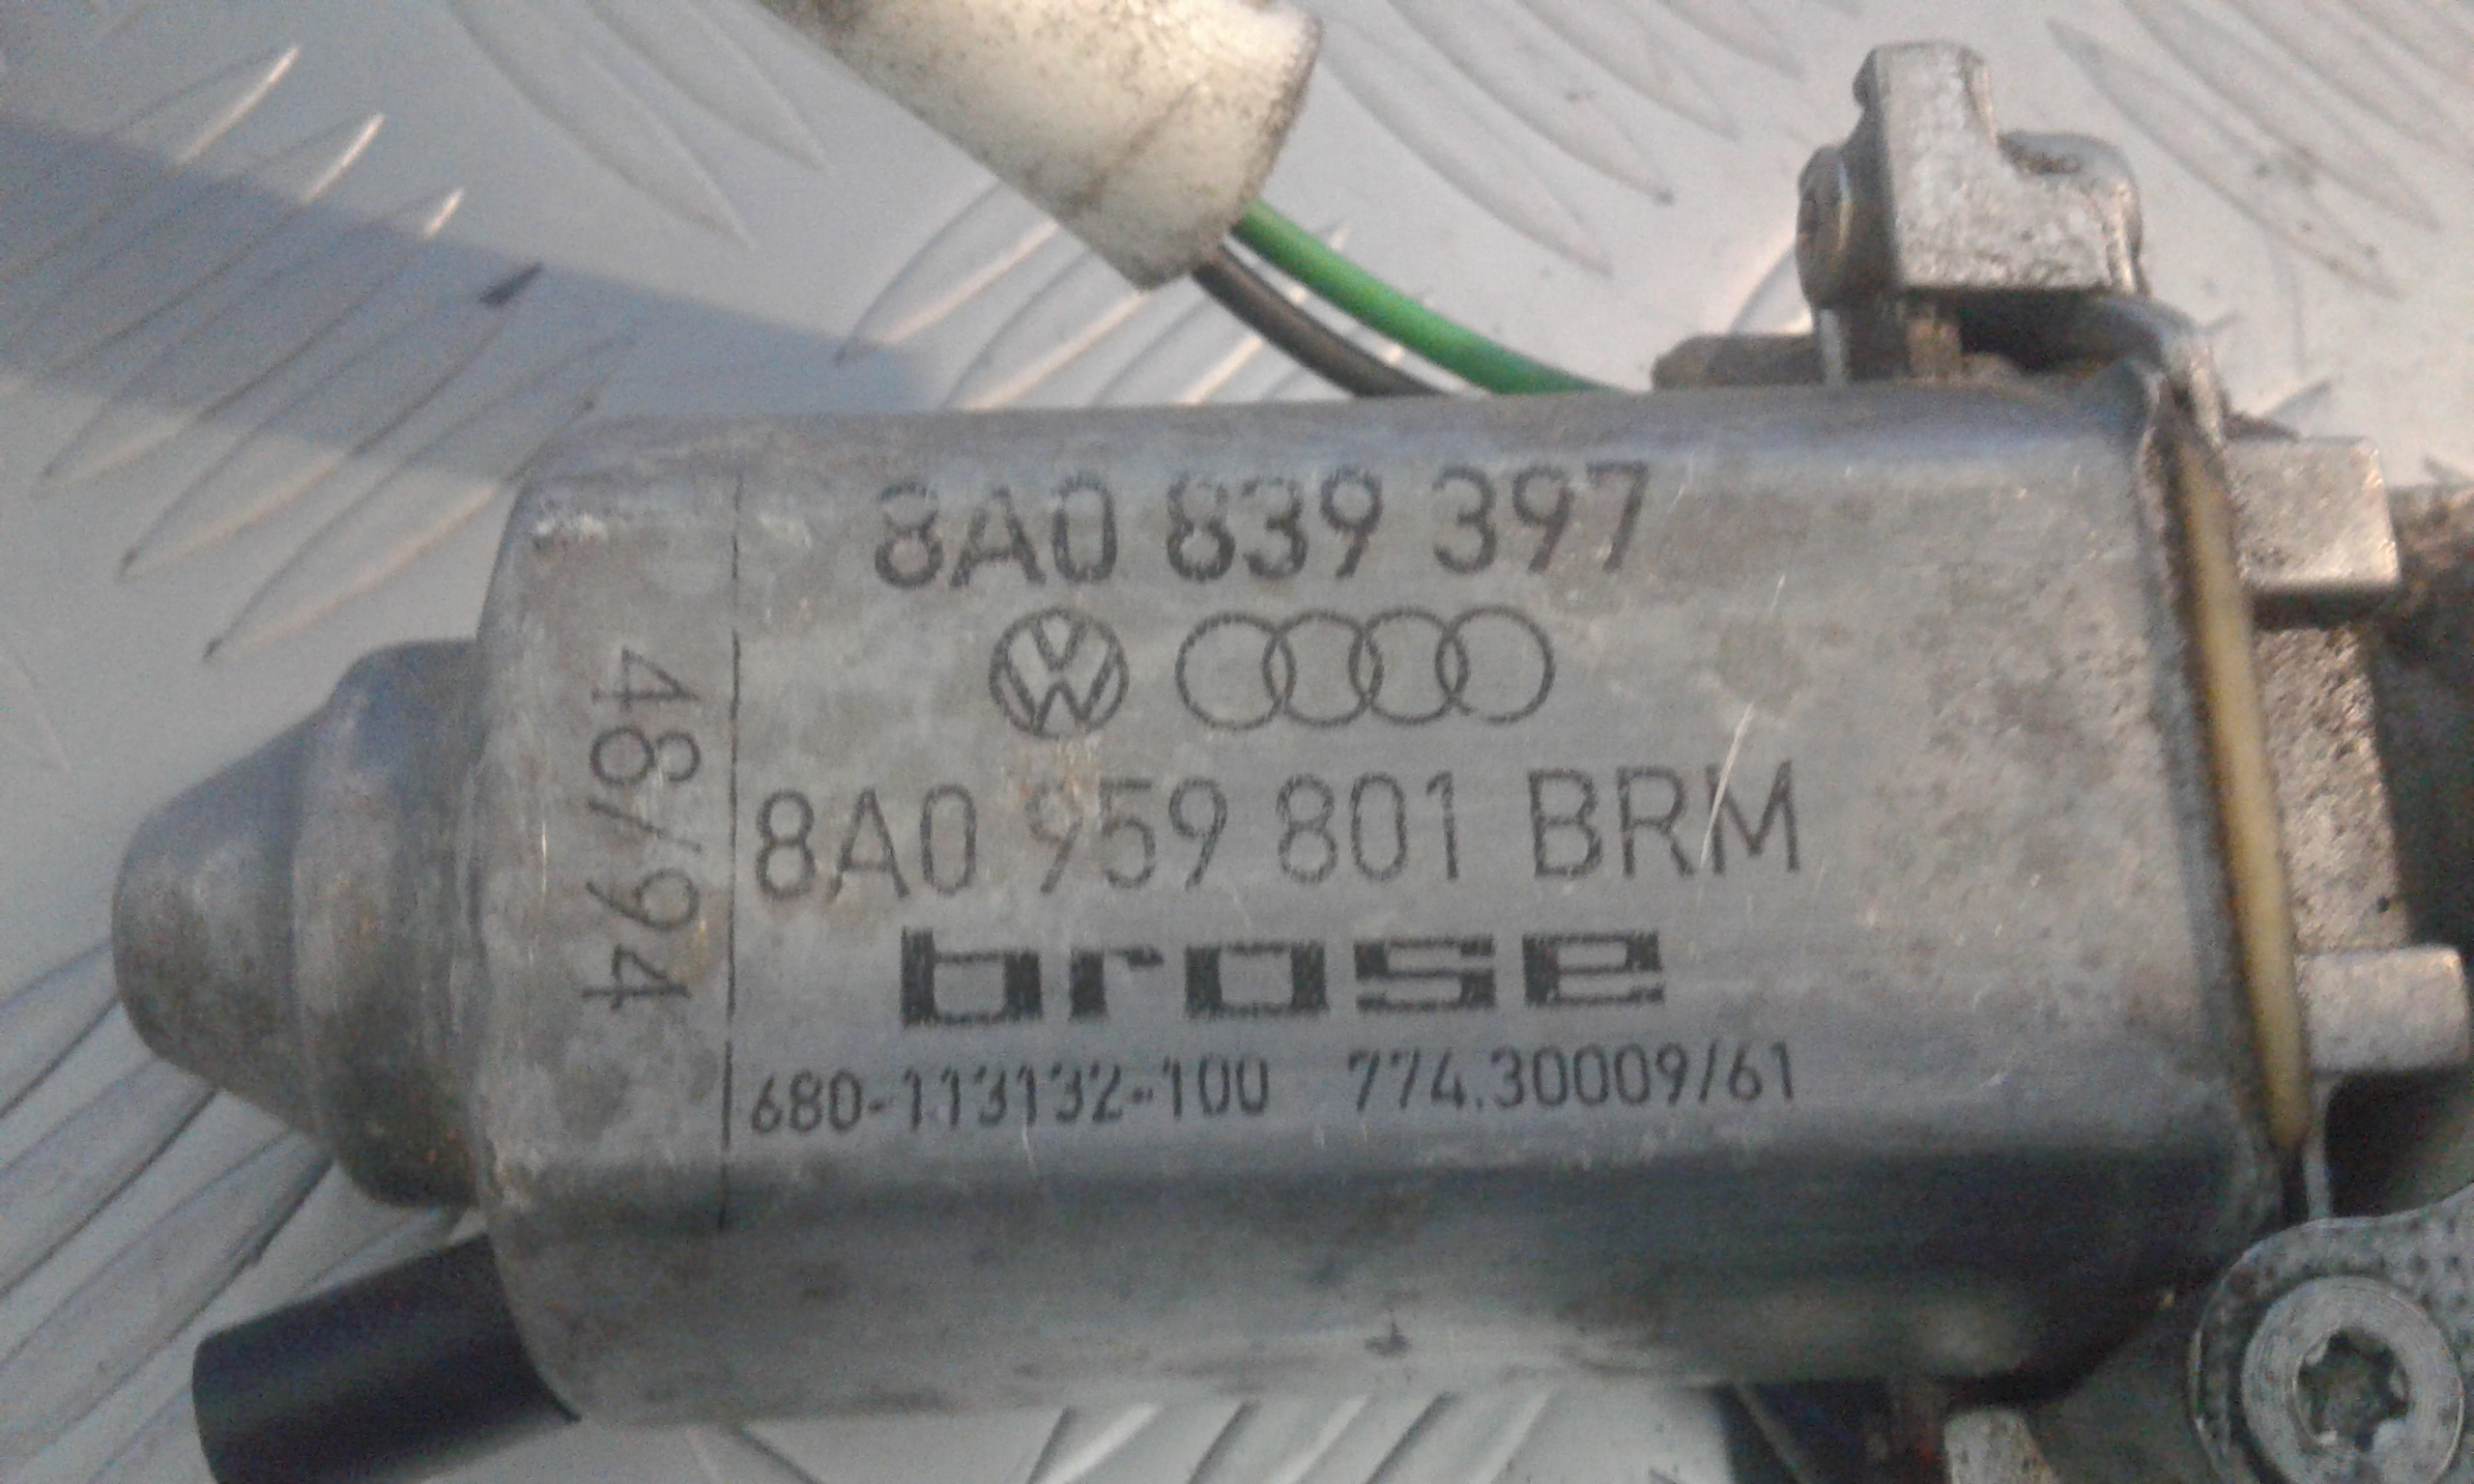 8A0 839 397
8A0 959 801 BRM
brose
680-113132-100 774.30009/61
48/94